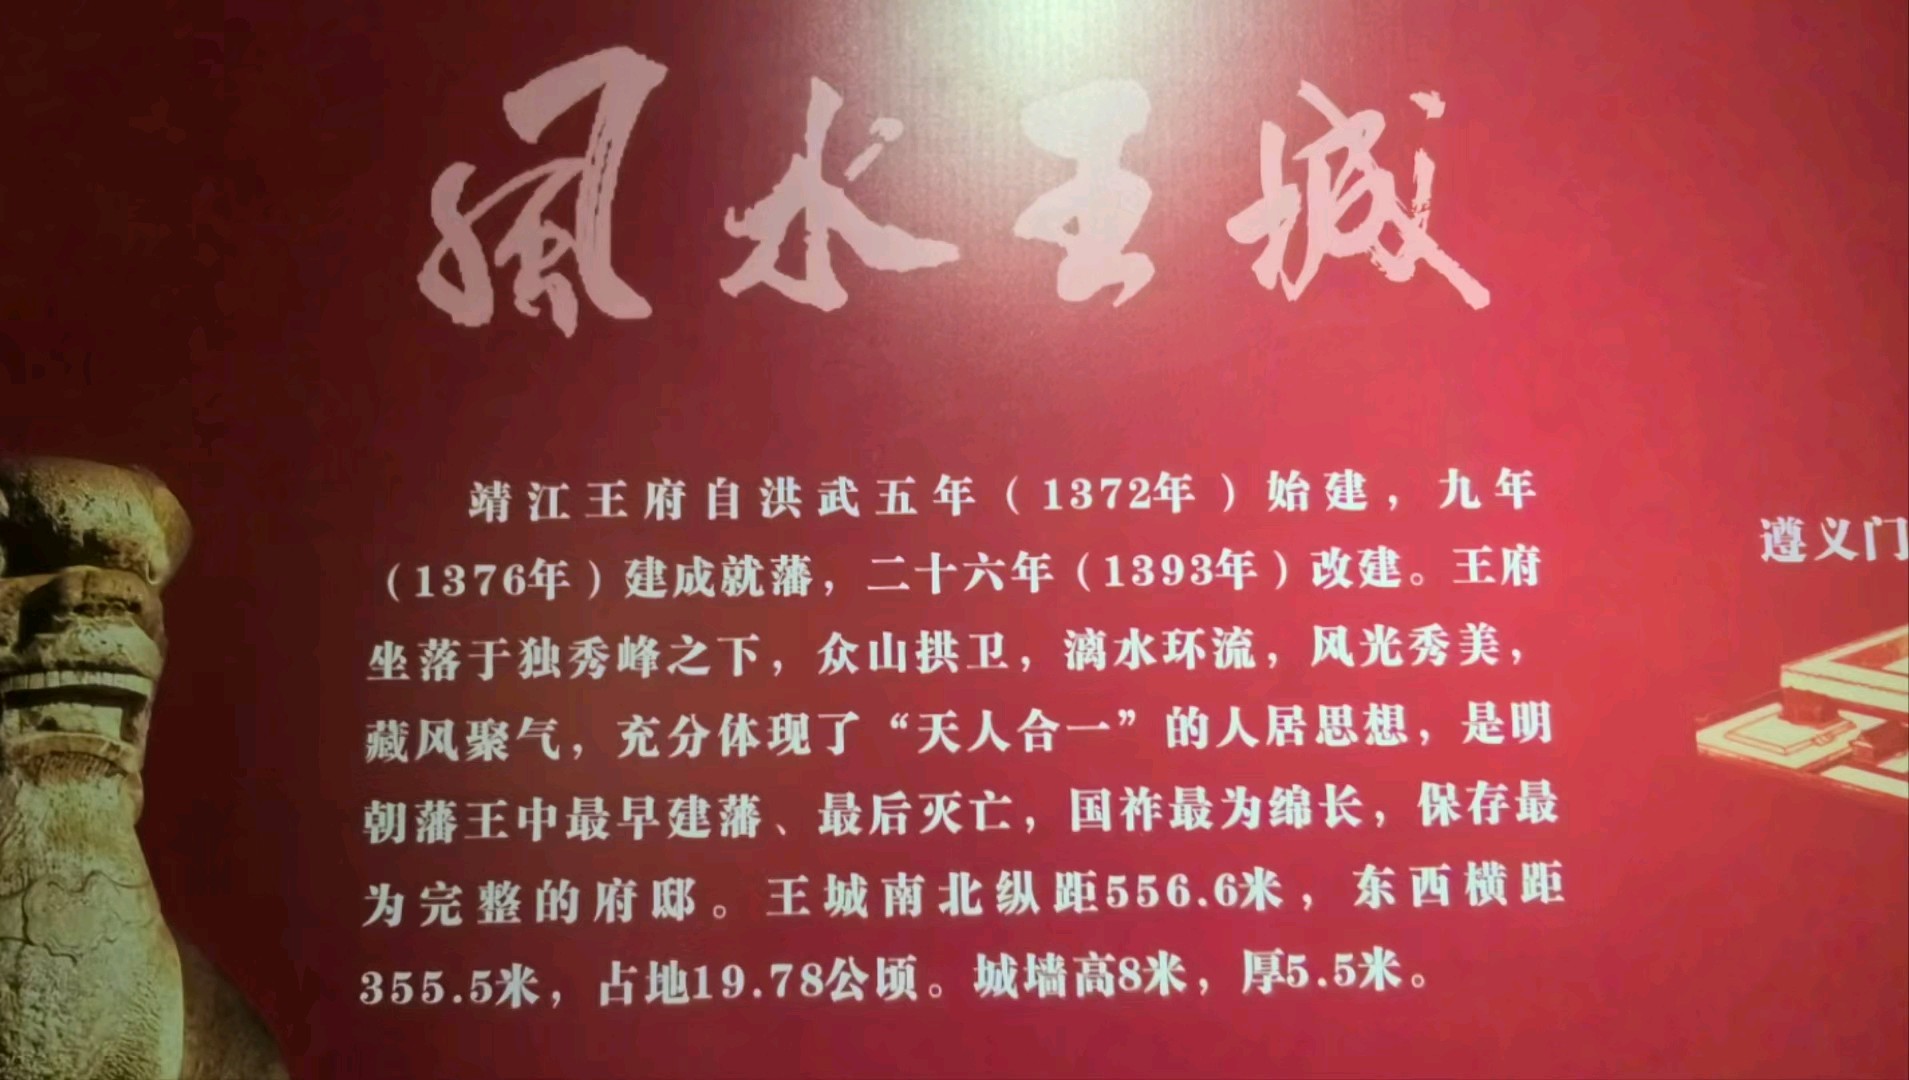 風水王城
靖江王府自洪武五年（1372年）始建，九年
（1376年）建成就藩，二十六年（1393年）改建。王府
坐落于独秀峰之下，众山拱卫，漓水环流，风光秀美，
藏风聚气，充分体现了“天人合一”的人居思想，是明
朝藩王中最早建藩、最后灭亡，国祚最为绵长，保存最
为完整的府邸。王城南北纵距556.6米，东西横距
355.5米，占地19.78公顷。城墙高8米，厚5.5米。
遵义门